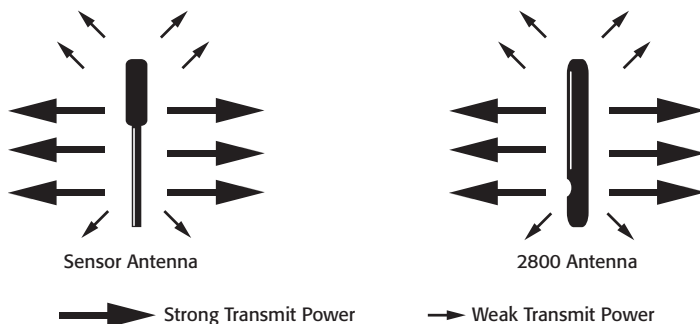 Sensor Antenna
2800 Antenna
Strong Transmit Power
Weak Transmit Power